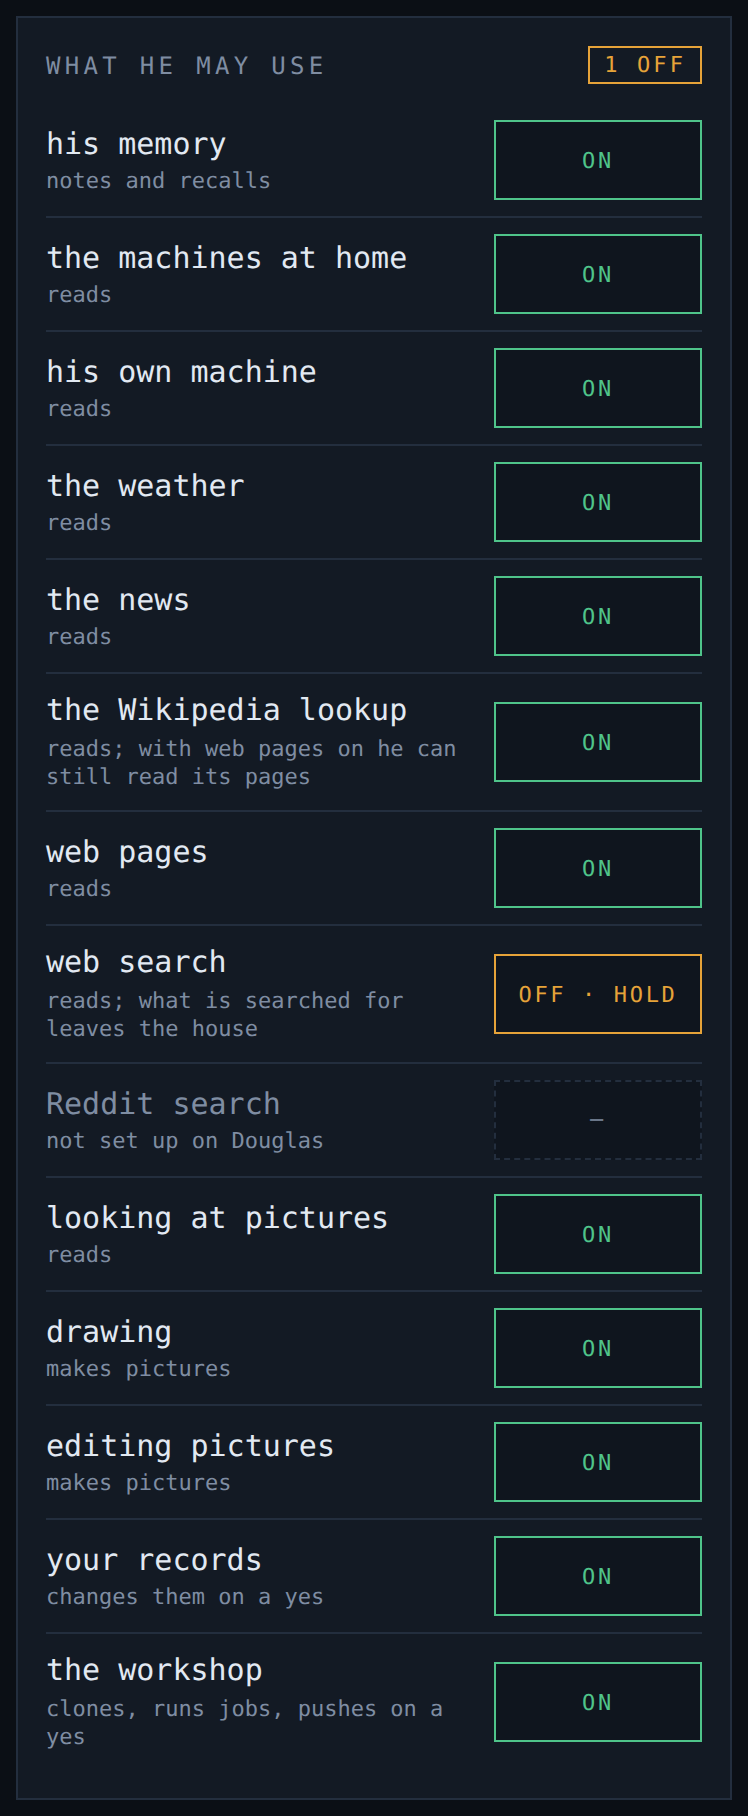 WHAT HE MAY USE
1 OFF
his memory
notes and recalls
ON
the machines at home
reads
ON
his own machine
reads
ON
the weather
reads
ON
the news
reads
ON
the Wikipedia lookup
reads; with web pages on he can
still read its pages
ON
web pages
reads
ON
web search
reads; what is searched for
leaves the house
OFF · HOLD
Reddit search
not set up on Douglas
—
looking at pictures
reads
ON
drawing
makes pictures
ON
editing pictures
makes pictures
ON
your records
changes them on a yes
ON
the workshop
clones, runs jobs, pushes on a
yes
ON